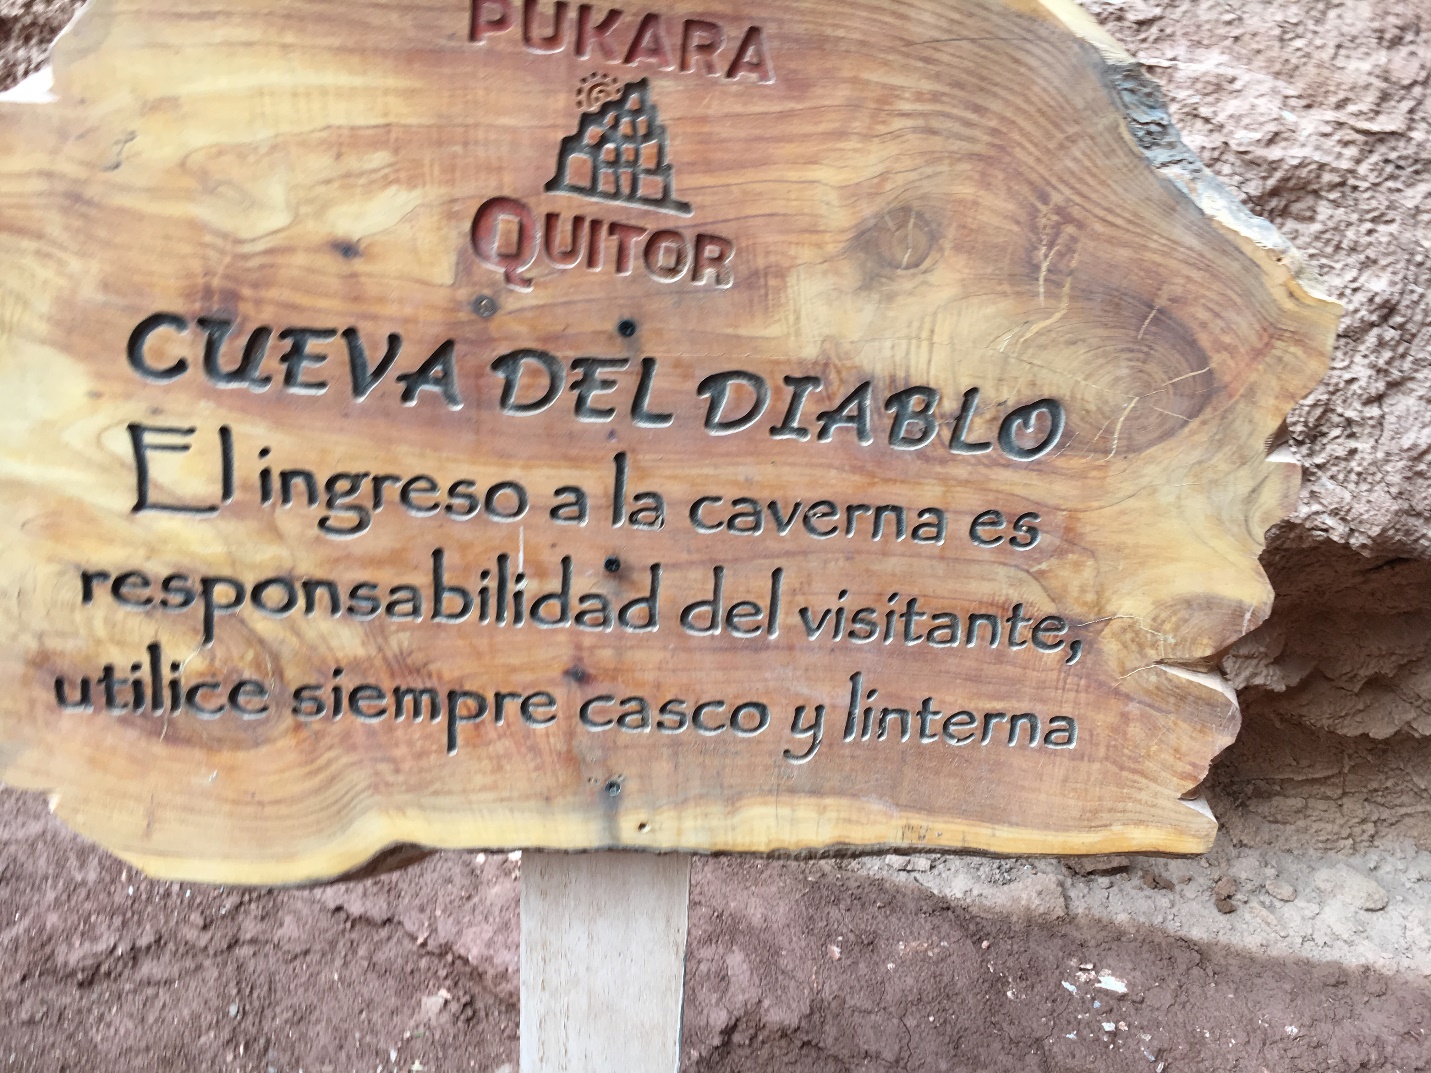 PUKARA
QUITOR
CUEVA DEL DIABLO
El ingreso a la caverna es
responsabilidad del visitante,
utilice siempre casco y linterna